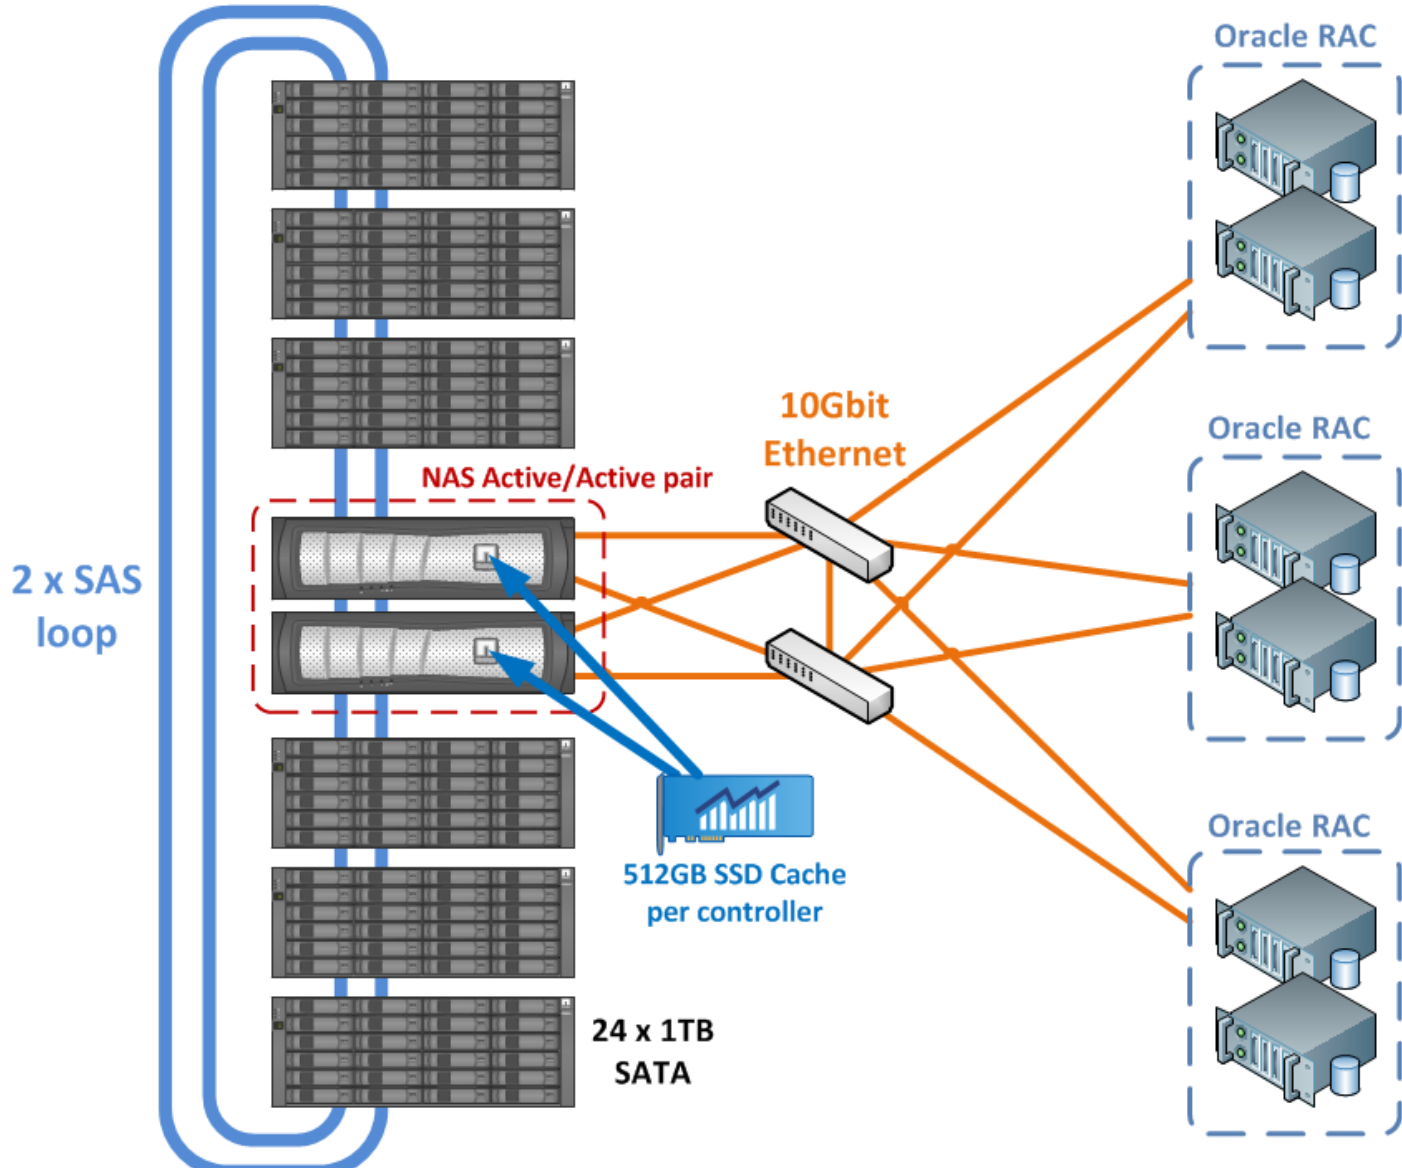 Oracle RAC
10Gbit
Ethernet
Oracle RAC
NAS Active/Active pair
2 x SAS
loop
512GB SSD Cache
per controller
Oracle RAC
24 x 1TB
SATA